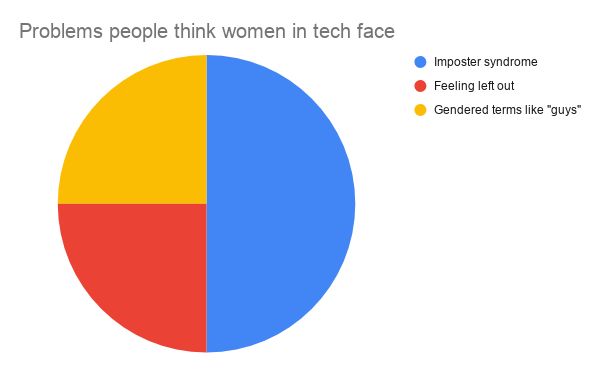 Problems people think women in tech face
Imposter syndrome
Feeling left out
Gendered terms like "guys"